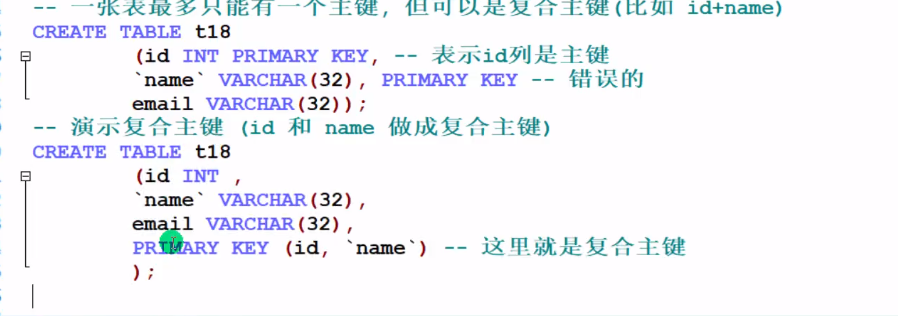 -- 一张表最多只能有一个主键, 但可以是复合主键(比如 id+name)
CREATE TABLE t18
(id INT PRIMARY KEY, -- 表示id列是主键
`name` VARCHAR(32), PRIMARY KEY -- 错误的
email VARCHAR(32));
-- 演示复合主键 (id 和 name 做成复合主键)
CREATE TABLE t18
(id INT ,
`name` VARCHAR(32),
email VARCHAR(32),
PRIMARY KEY (id, `name`) -- 这里就是复合主键
);